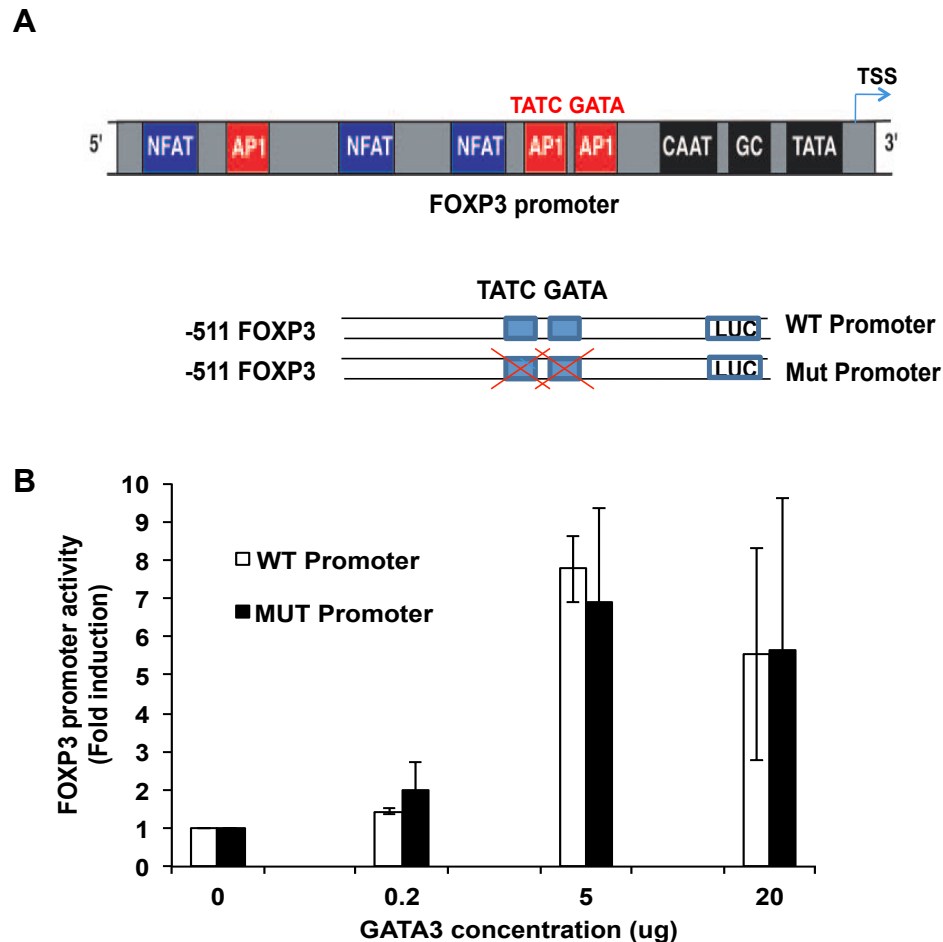 A
TSS
TATC GATA
5' NFAT AP1 NFAT NFAT AP1 AP1 CAAT GC TATA 3'
FOXP3 promoter
TATC GATA
-511 FOXP3 LUC WT Promoter
-511 FOXP3 LUC Mut Promoter
B
FOXP3 promoter activity
(Fold induction)
10
9
8
7
6
5
4
3
2
1
0
WT Promoter
MUT Promoter
0 0.2 5 20
GATA3 concentration (ug)